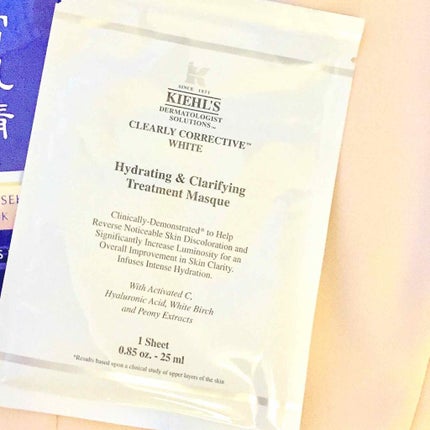 SINCE 1851
KIEHL'S
DERMATOLOGIST
SOLUTIONS™
CLEARLY CORRECTIVE™
WHITE
Hydrating & Clarifying
Treatment Masque
Clinically-Demonstrated* to Help
Reverse Noticeable Skin Discoloration and
Significantly Increase Luminosity for an
Overall Improvement in Skin Clarity.
Infuses Intense Hydration.
With Activated C,
Hyaluronic Acid, White Birch
and Peony Extracts
1 Sheet
0.85 oz. - 25 ml
*Results based upon a clinical study of upper layers of the skin